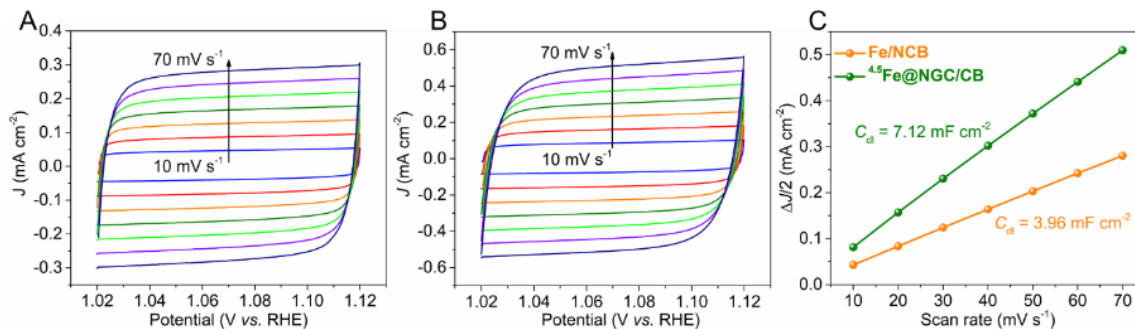 A
J (mA cm⁻²)
0.3
0.2
0.1
0.0
-0.1
-0.2
-0.3
70 mV s⁻¹
10 mV s⁻¹
1.02 1.04 1.06 1.08 1.10 1.12
Potential (V vs. RHE)
B
J (mA cm⁻²)
0.6
0.4
0.2
0.0
-0.2
-0.4
-0.6
70 mV s⁻¹
10 mV s⁻¹
1.02 1.04 1.06 1.08 1.10 1.12
Potential (V vs. RHE)
C
ΔJ/2 (mA cm⁻²)
0.5
0.4
0.3
0.2
0.1
0.0
Fe/NCB
⁴·⁵Fe@NGC/CB
C_dl = 7.12 mF cm⁻²
C_dl = 3.96 mF cm⁻²
10 20 30 40 50 60 70
Scan rate (mV s⁻¹)